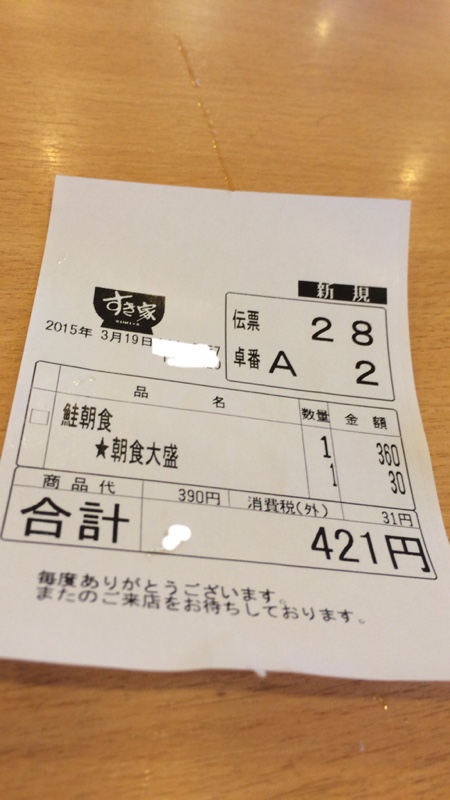 新規
すき家
SUKIYA
伝票 28
2015年 3月19日
卓番 A 2
品名 数量 金額
鮭朝食 1 360
★朝食大盛 1 30
商品代 390円 消費税(外) 31円
合計 421円
毎度ありがとうございます。
またのご来店をお待ちしております。